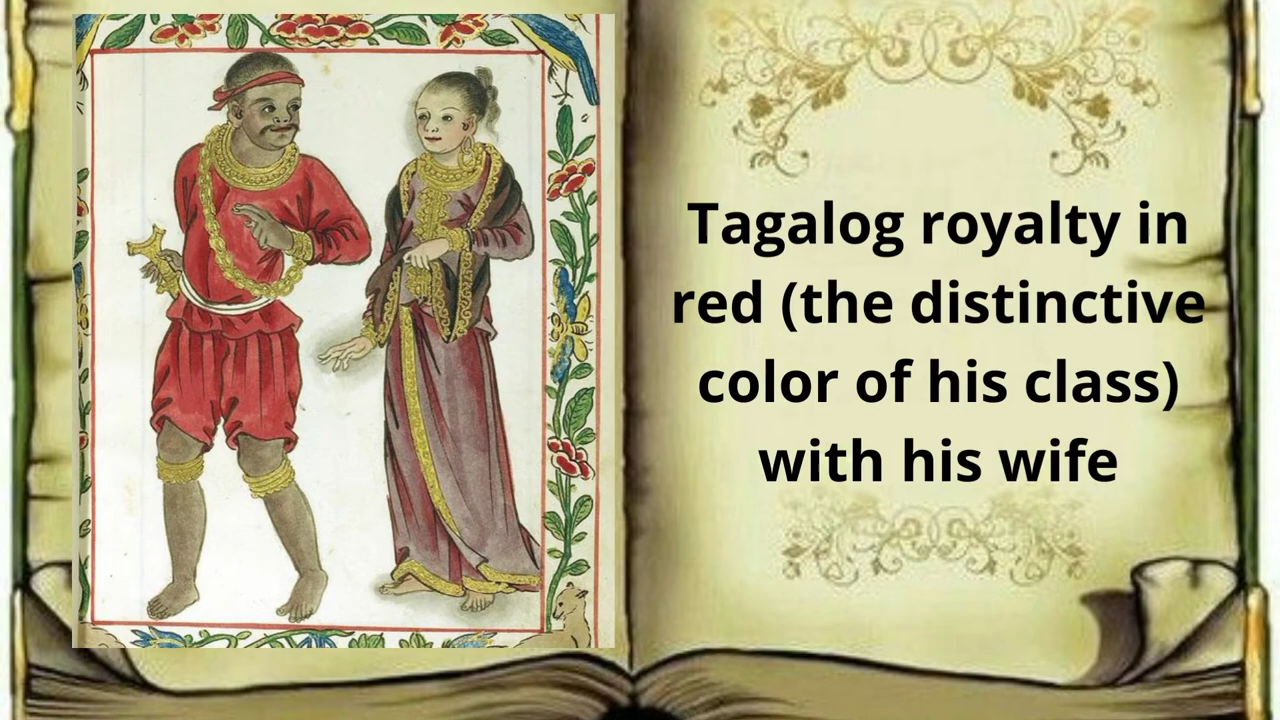 Tagalog royalty in
red (the distinctive
color of his class)
with his wife